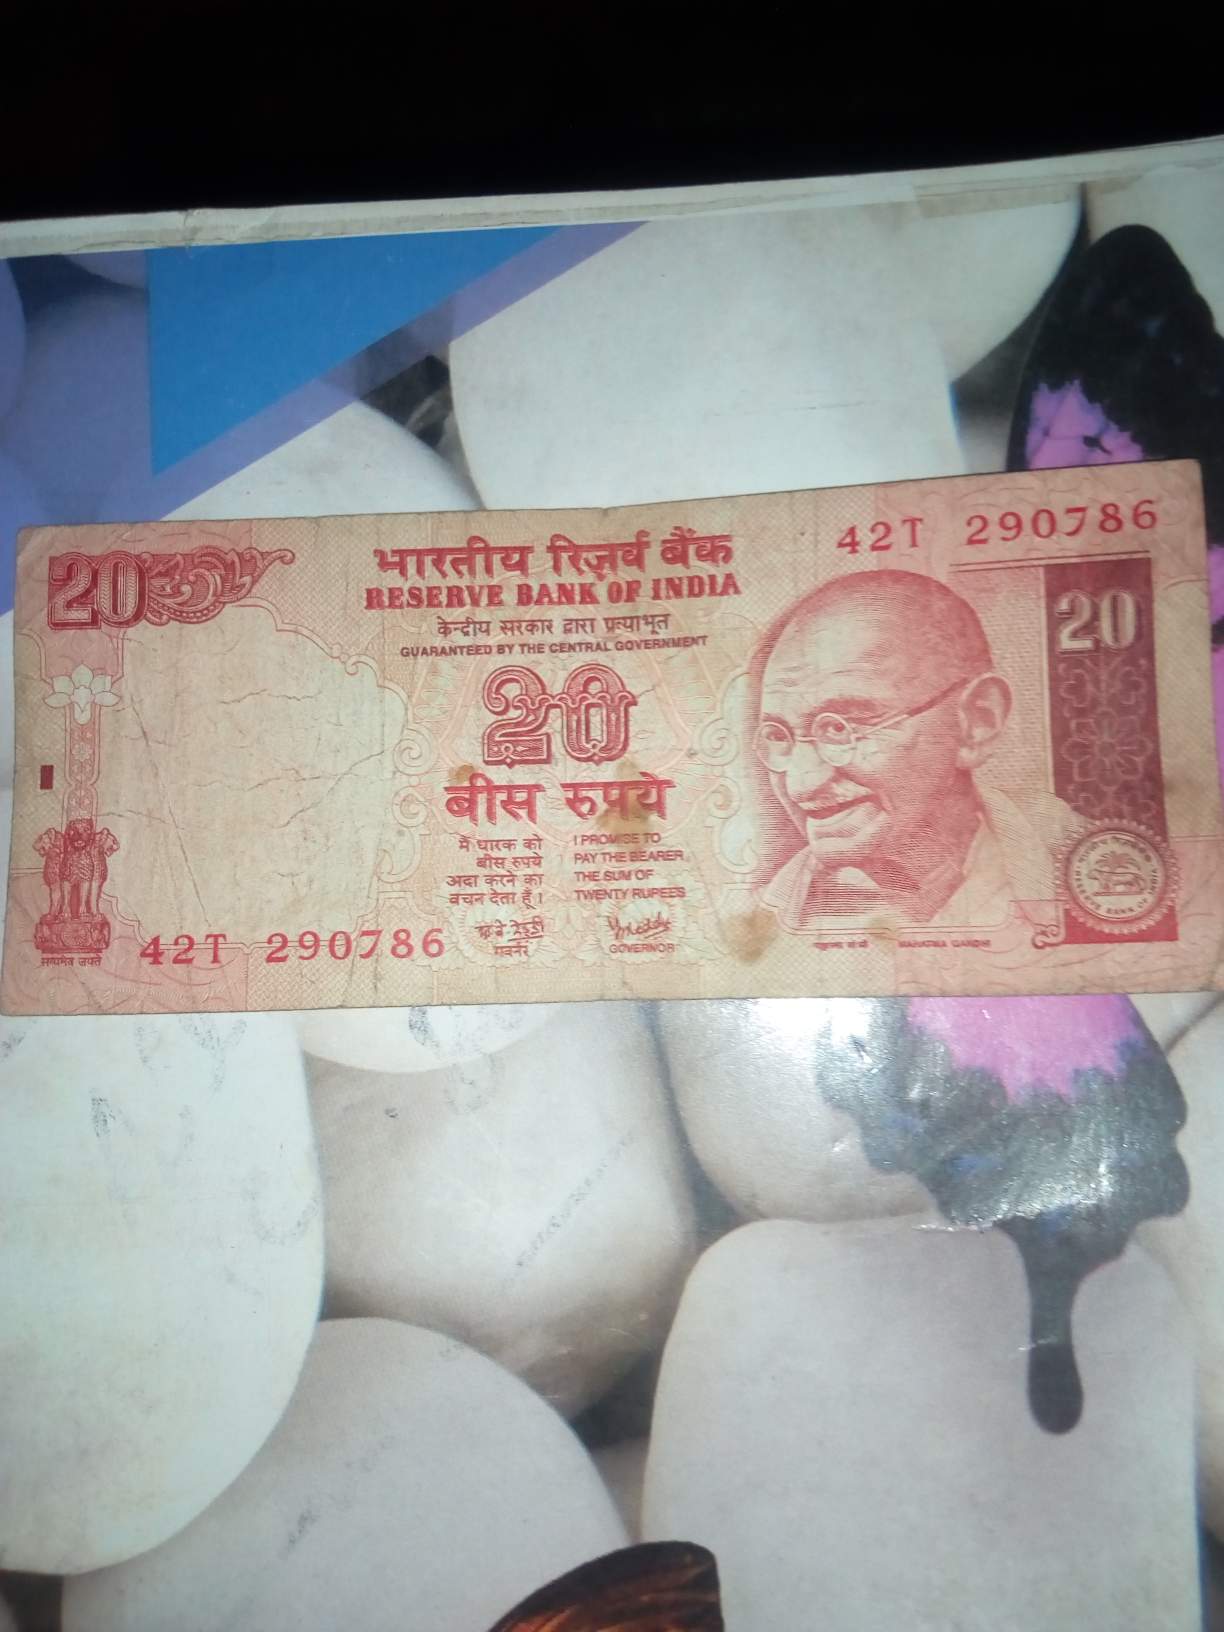 42T 290786
20
भारतीय रिज़र्व बैंक
RESERVE BANK OF INDIA
केन्द्रीय सरकार द्वारा प्रत्याभूत
GUARANTEED BY THE CENTRAL GOVERNMENT
20
20
बीस रुपये
मैं धारक को
बीस रुपये
अदा करने का
वचन देता हूँ।
I PROMISE TO
PAY THE BEARER
THE SUM OF
TWENTY RUPEES
गवर्नर
GOVERNOR
42T 290786
सत्यमेव जयते
MAHATMA GANDHI